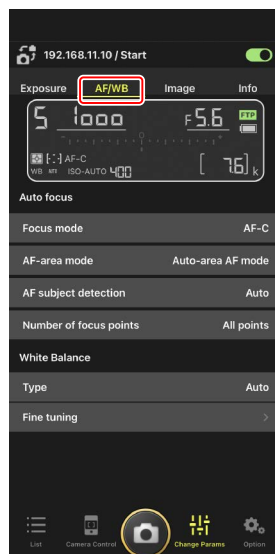 192.168.11.10 / Start
Exposure AF/WB Image Info
S 1000 F5.6 FTP
AF-C
WB ISO-AUTO 400 [ 7.6] k
Auto focus
Focus mode AF-C
AF-area mode Auto-area AF mode
AF subject detection Auto
Number of focus points All points
White Balance
Type Auto
Fine tuning >
List Camera Control Change Params Option